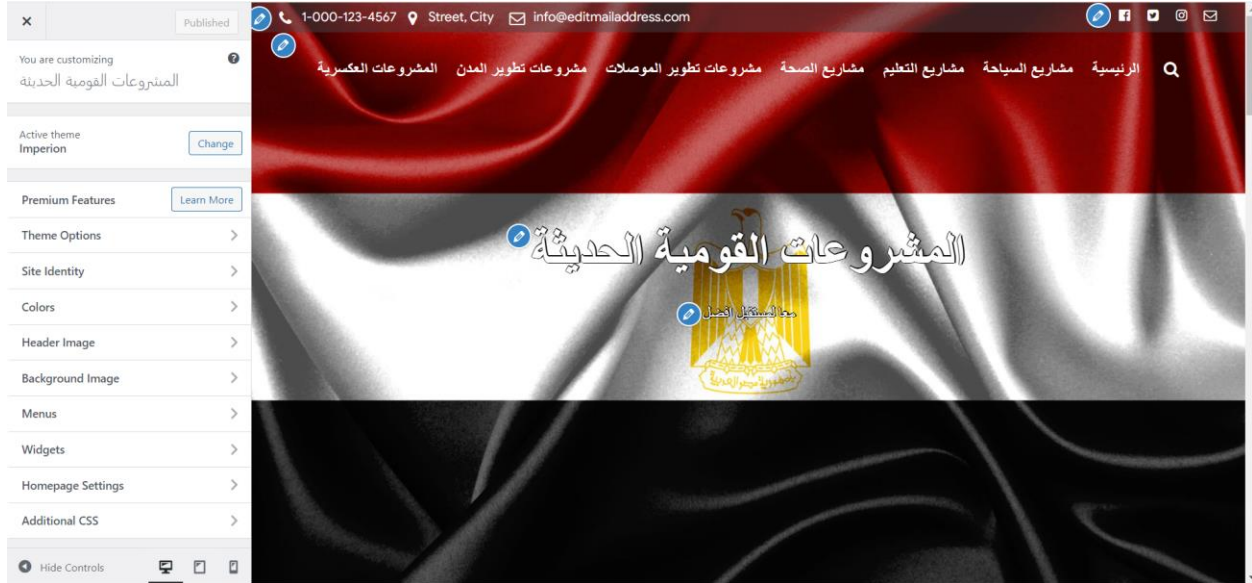 Published
You are customizing
المشروعات القومية الحديثة
Active theme
Imperion
Change
Premium Features
Learn More
Theme Options
Site Identity
Colors
Header Image
Background Image
Menus
Widgets
Homepage Settings
Additional CSS
Hide Controls
1-000-123-4567 Street, City info@editmailaddress.com
الرئيسية مشاريع السياحة مشاريع التعليم مشاريع الصحة مشروعات تطوير الموصلات مشروعات تطوير المدن المشروعات العكسرية
المشروعات القومية الحديثة
معا لمستقبل افضل